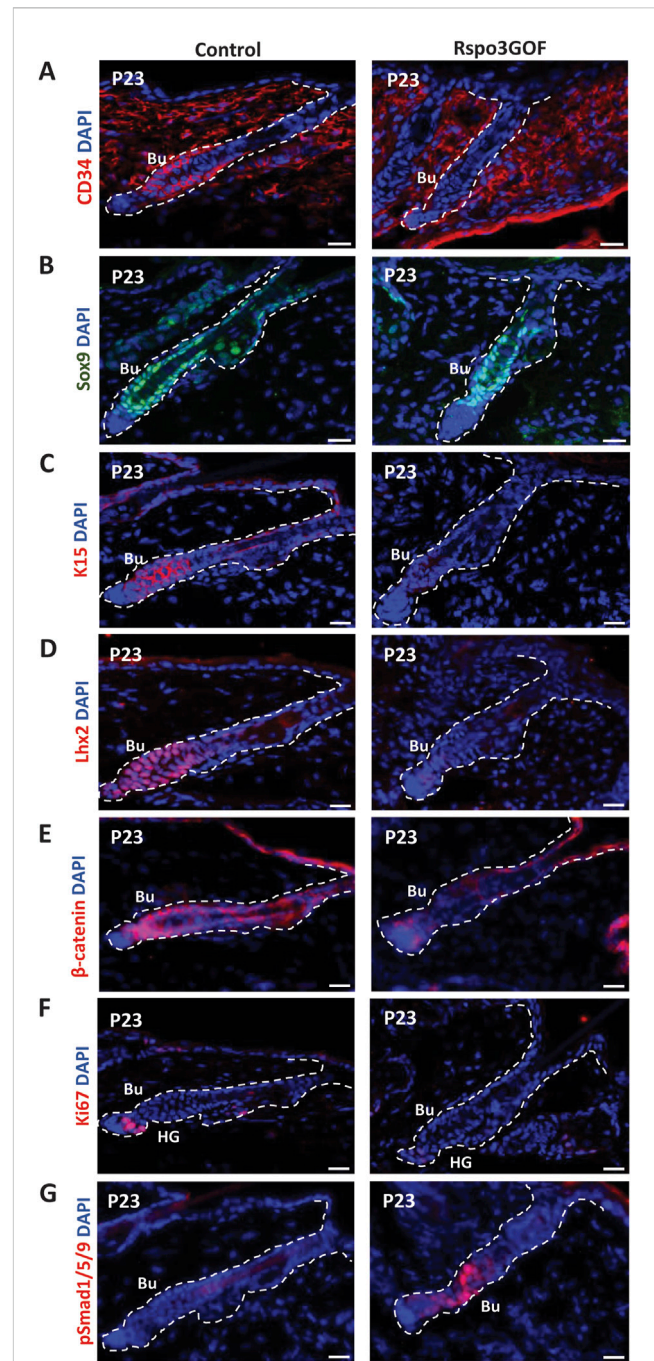 Control Rspo3GOF
A
CD34 DAPI
P23
Bu
P23
Bu
B
Sox9 DAPI
P23
Bu
P23
Bu
C
K15 DAPI
P23
Bu
P23
Bu
D
Lhx2 DAPI
P23
Bu
P23
Bu
E
β-catenin DAPI
P23
Bu
P23
Bu
F
Ki67 DAPI
P23
Bu
HG
P23
Bu
HG
G
pSmad1/5/9 DAPI
P23
Bu
P23
Bu